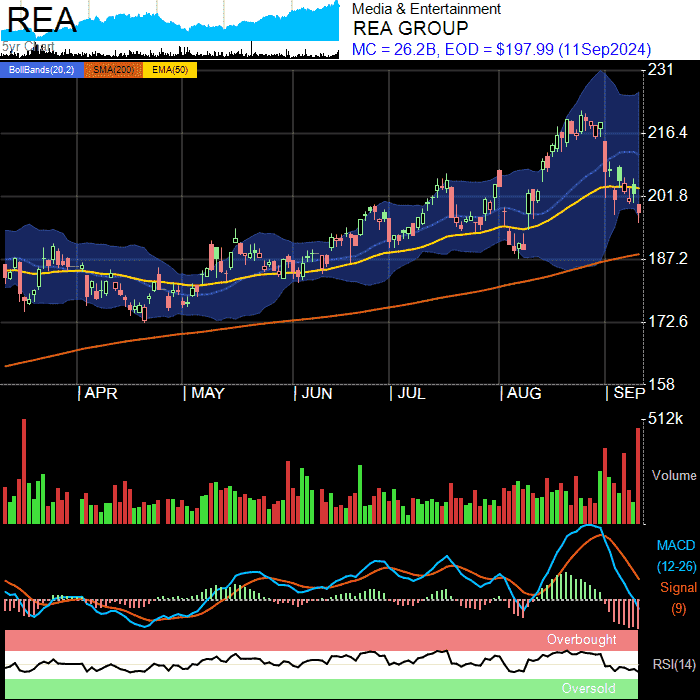 REA
5yr Chart
Media & Entertainment
REA GROUP
MC = 26.2B, EOD = $197.99 (11Sep2024)
BollBands(20,2) SMA(200) EMA(50)
231
216.4
201.8
187.2
172.6
158
APR MAY JUN JUL AUG SEP
512k
Volume
MACD
(12-26)
Signal
(9)
Overbought
RSI(14)
Oversold